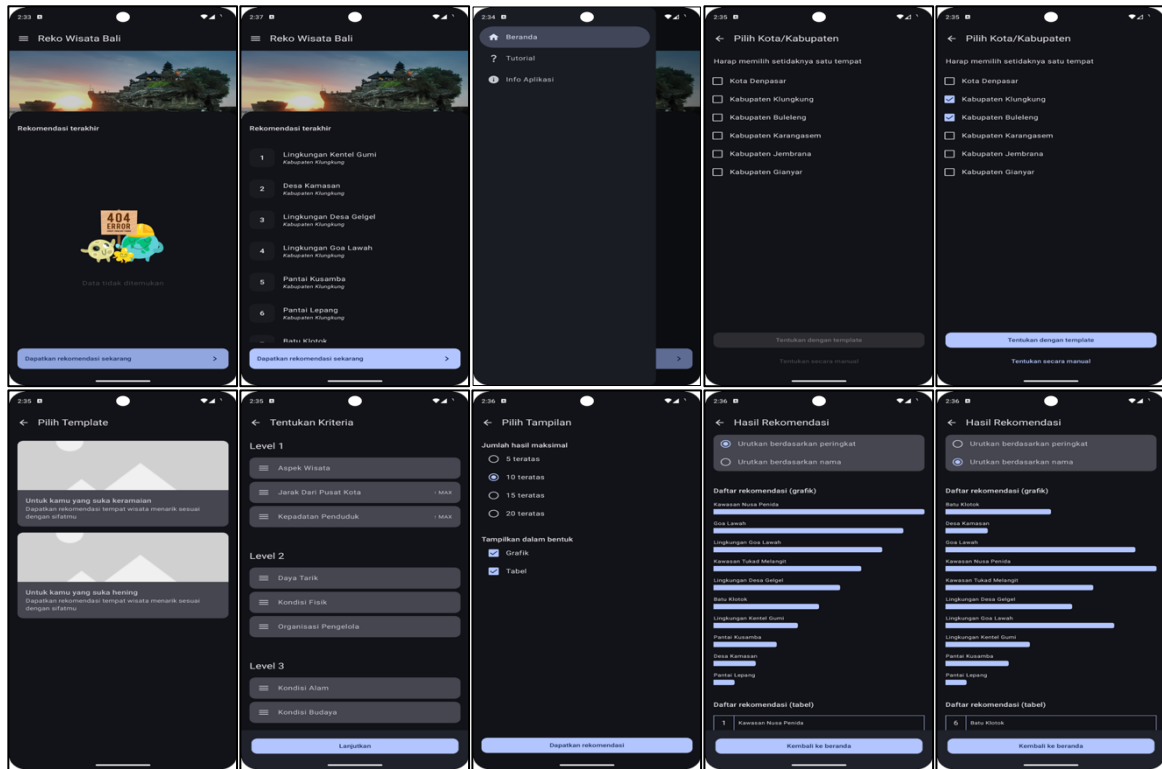 2:33
Reko Wisata Bali
Rekomendasi terakhir
404
ERROR
Data tidak ditemukan
Dapatkan rekomendasi sekarang
2:37
Reko Wisata Bali
Rekomendasi terakhir
1
Lingkungan Kentel Gumi
Kabupaten Klungkung
2
Desa Kamasan
Kabupaten Klungkung
3
Lingkungan Desa Gelgel
Kabupaten Klungkung
4
Lingkungan Goa Lawah
Kabupaten Klungkung
5
Pantai Kusamba
Kabupaten Klungkung
6
Pantai Lepang
Kabupaten Klungkung
Batu Klotok
Dapatkan rekomendasi sekarang
2:34
Beranda
Tutorial
Info Aplikasi
2:35
Pilih Kota/Kabupaten
Harap memilih setidaknya satu tempat
Kota Denpasar
Kabupaten Klungkung
Kabupaten Buleleng
Kabupaten Karangasem
Kabupaten Jembrana
Kabupaten Gianyar
Tentukan dengan template
Tentukan secara manual
2:35
Pilih Kota/Kabupaten
Harap memilih setidaknya satu tempat
Kota Denpasar
Kabupaten Klungkung
Kabupaten Buleleng
Kabupaten Karangasem
Kabupaten Jembrana
Kabupaten Gianyar
Tentukan dengan template
Tentukan secara manual
2:35
Pilih Template
Untuk kamu yang suka keramaian
Dapatkan rekomendasi tempat wisata menarik sesuai
dengan sifatmu
Untuk kamu yang suka hening
Dapatkan rekomendasi tempat wisata menarik sesuai
dengan sifatmu
2:35
Tentukan Kriteria
Level 1
Aspek Wisata
Jarak Dari Pusat Kota
MAX
Kepadatan Penduduk
MAX
Level 2
Daya Tarik
Kondisi Fisik
Organisasi Pengelola
Level 3
Kondisi Alam
Kondisi Budaya
Lanjutkan
2:36
Pilih Tampilan
Jumlah hasil maksimal
5 teratas
10 teratas
15 teratas
20 teratas
Tampilkan dalam bentuk
Grafik
Tabel
Dapatkan rekomendasi
2:36
Hasil Rekomendasi
Urutkan berdasarkan peringkat
Urutkan berdasarkan nama
Daftar rekomendasi (grafik)
Kawasan Nusa Penida
Goa Lawah
Lingkungan Goa Lawah
Kawasan Tukad Melangit
Lingkungan Desa Gelgel
Batu Klotok
Lingkungan Kentel Gumi
Pantai Kusamba
Desa Kamasan
Pantai Lepang
Daftar rekomendasi (tabel)
1 Kawasan Nusa Penida
Kembali ke beranda
2:36
Hasil Rekomendasi
Urutkan berdasarkan peringkat
Urutkan berdasarkan nama
Daftar rekomendasi (grafik)
Batu Klotok
Desa Kamasan
Goa Lawah
Kawasan Nusa Penida
Kawasan Tukad Melangit
Lingkungan Desa Gelgel
Lingkungan Goa Lawah
Lingkungan Kentel Gumi
Pantai Kusamba
Pantai Lepang
Daftar rekomendasi (tabel)
6 Batu Klotok
Kembali ke beranda